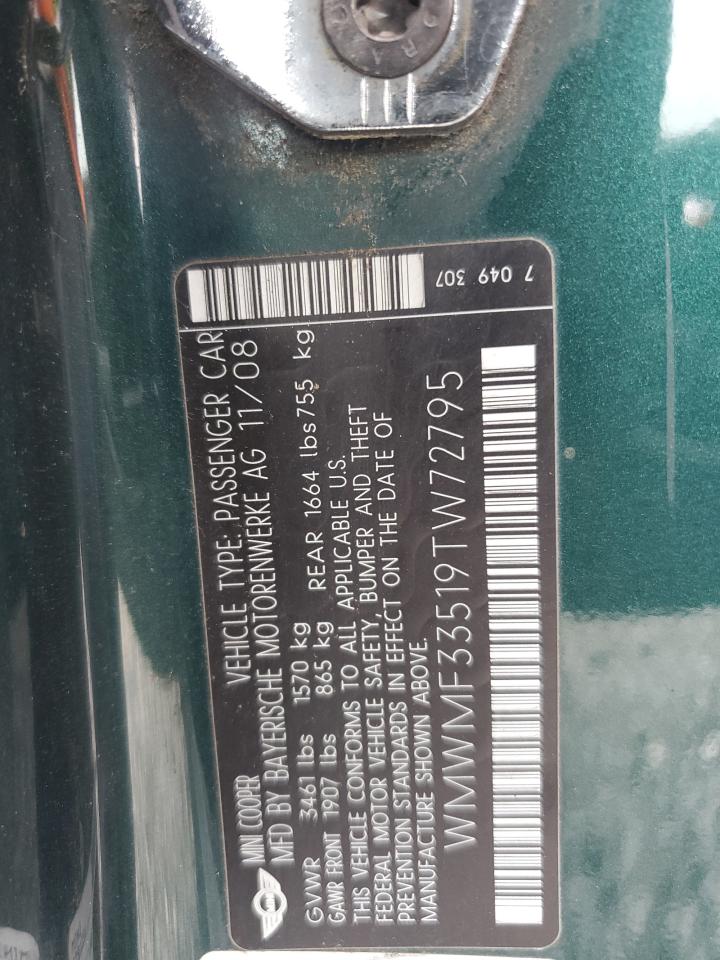 MINI COOPER VEHICLE TYPE: PASSENGER CAR
MFD BY BAYERISCHE MOTORENWERKE AG 11/08
GVWR 3461 lbs 1570 kg
GAWR FRONT 1907 lbs 865 kg REAR 1664 lbs 755 kg
THIS VEHICLE CONFORMS TO ALL APPLICABLE U.S.
FEDERAL MOTOR VEHICLE SAFETY, BUMPER AND THEFT
PREVENTION STANDARDS IN EFFECT ON THE DATE OF
MANUFACTURE SHOWN ABOVE.
WMWMF33519TW72795
7 049 307